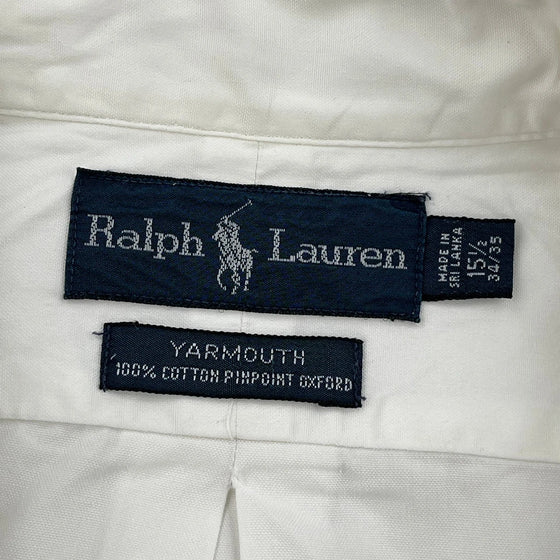 Ralph Lauren
MADE IN
SRI LANKA
15½
34/35
YARMOUTH
100% COTTON PINPOINT OXFORD